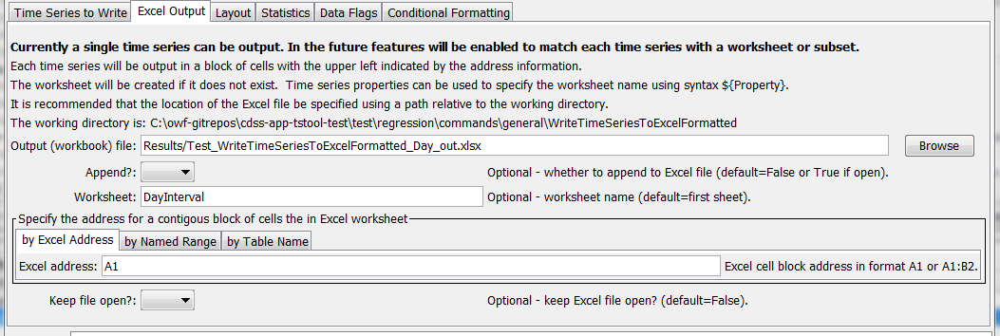 Time Series to Write Excel Output Layout Statistics Data Flags Conditional Formatting
Currently a single time series can be output. In the future features will be enabled to match each time series with a worksheet or subset.
Each time series will be output in a block of cells with the upper left indicated by the address information.
The worksheet will be created if it does not exist. Time series properties can be used to specify the worksheet name using syntax ${Property}.
It is recommended that the location of the Excel file be specified using a path relative to the working directory.
The working directory is: C:\owf-gitrepos\cdss-app-tstool-test\test\regression\commands\general\WriteTimeSeriesToExcelFormatted
Output (workbook) file: Results/Test_WriteTimeSeriesToExcelFormatted_Day_out.xlsx Browse
Append?: Optional - whether to append to Excel file (default=False or True if open).
Worksheet: DayInterval Optional - worksheet name (default=first sheet).
Specify the address for a contigous block of cells the in Excel worksheet
by Excel Address by Named Range by Table Name
Excel address: A1 Excel cell block address in format A1 or A1:B2.
Keep file open?: Optional - keep Excel file open? (default=False).